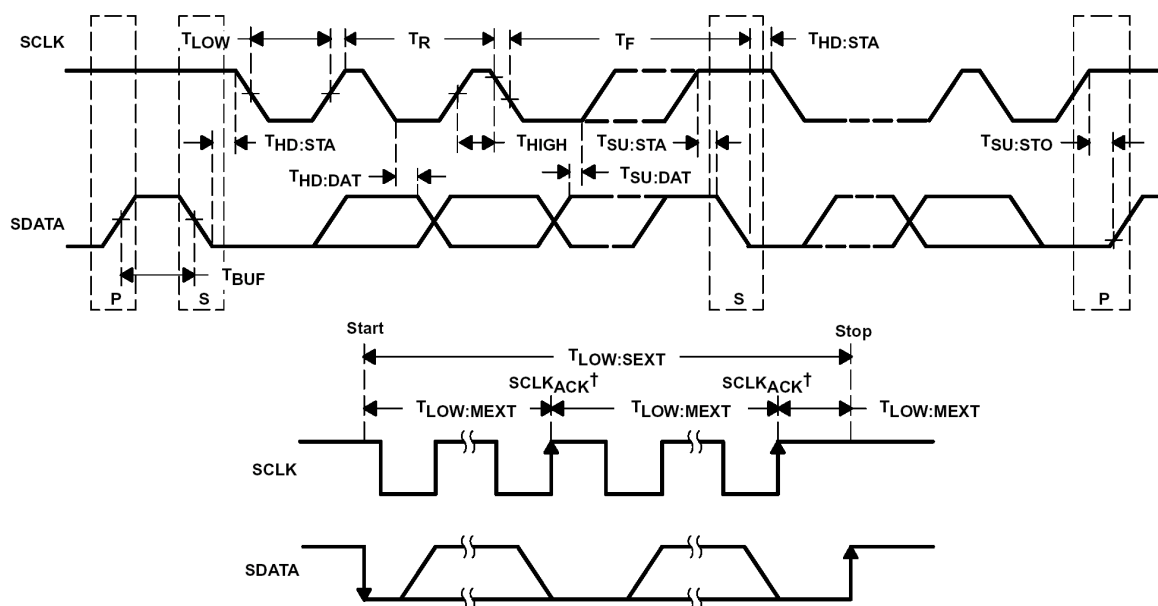 SCLK
TLOW
TR
TF
THD:STA
THD:STA
THIGH
TSU:STA
TSU:STO
THD:DAT
TSU:DAT
SDATA
TBUF
P
S
S
P
Start
Stop
TLOW:SEXT
SCLKACK†
SCLKACK†
TLOW:MEXT
TLOW:MEXT
TLOW:MEXT
SCLK
SDATA